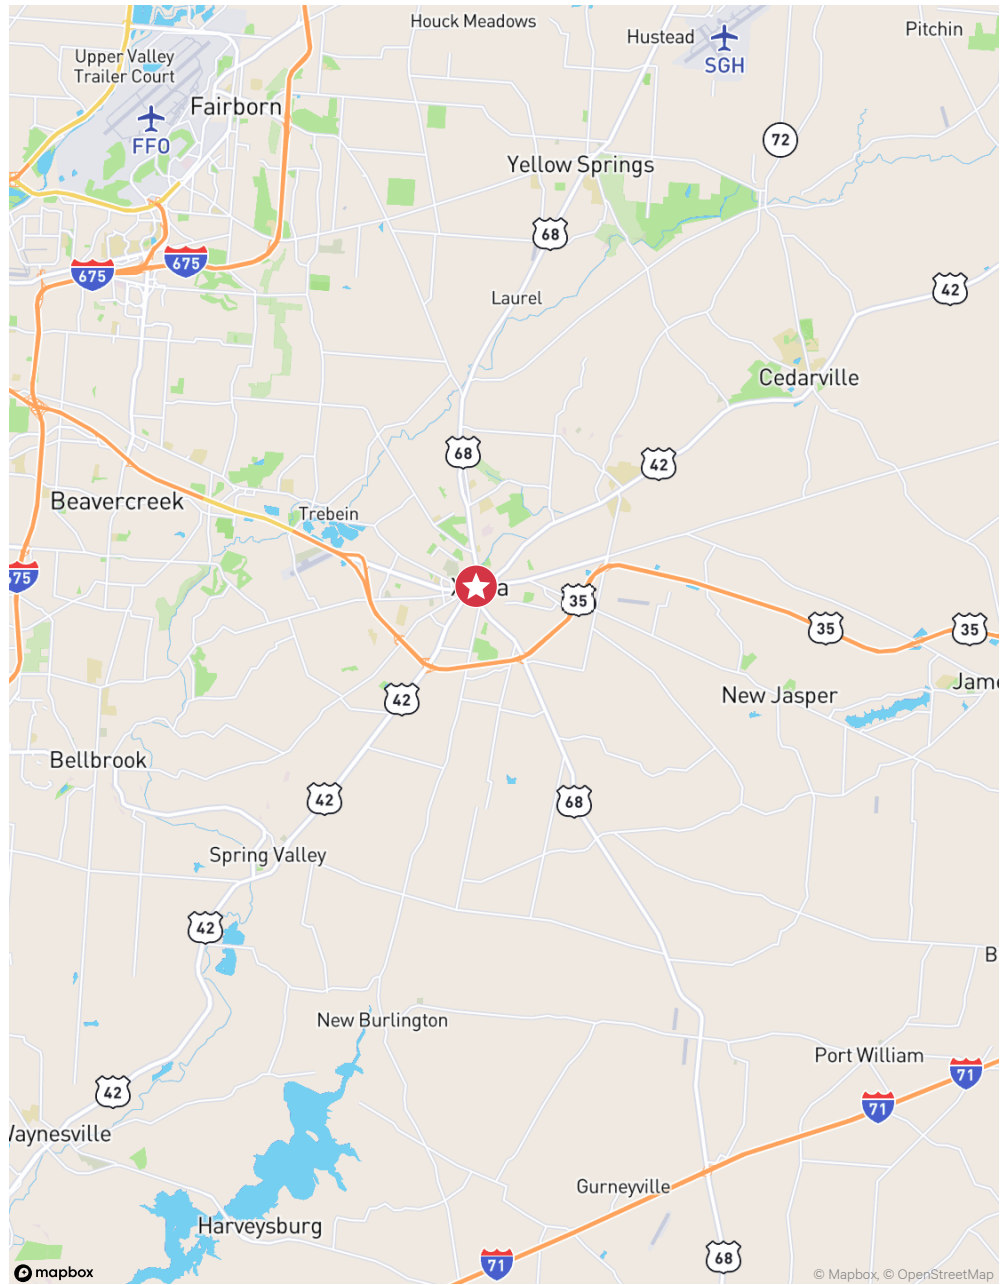 Houck Meadows
Pitchin
Hustead
SGH
Upper Valley
Trailer Court
Fairborn
FFO
72
Yellow Springs
68
675
675
42
Laurel
Cedarville
68
42
Beavercreek
Trebein
35
35
35
42
New Jasper
Bellbrook
42
68
Spring Valley
42
New Burlington
Port William
71
71
42
Gurneyville
Harveysburg
68
71
mapbox
© Mapbox, © OpenStreetMap